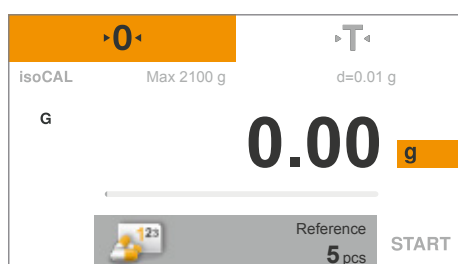 0 T
isoCAL Max 2100 g d=0.01 g
G
0.00 g
123 Reference
5 pcs START